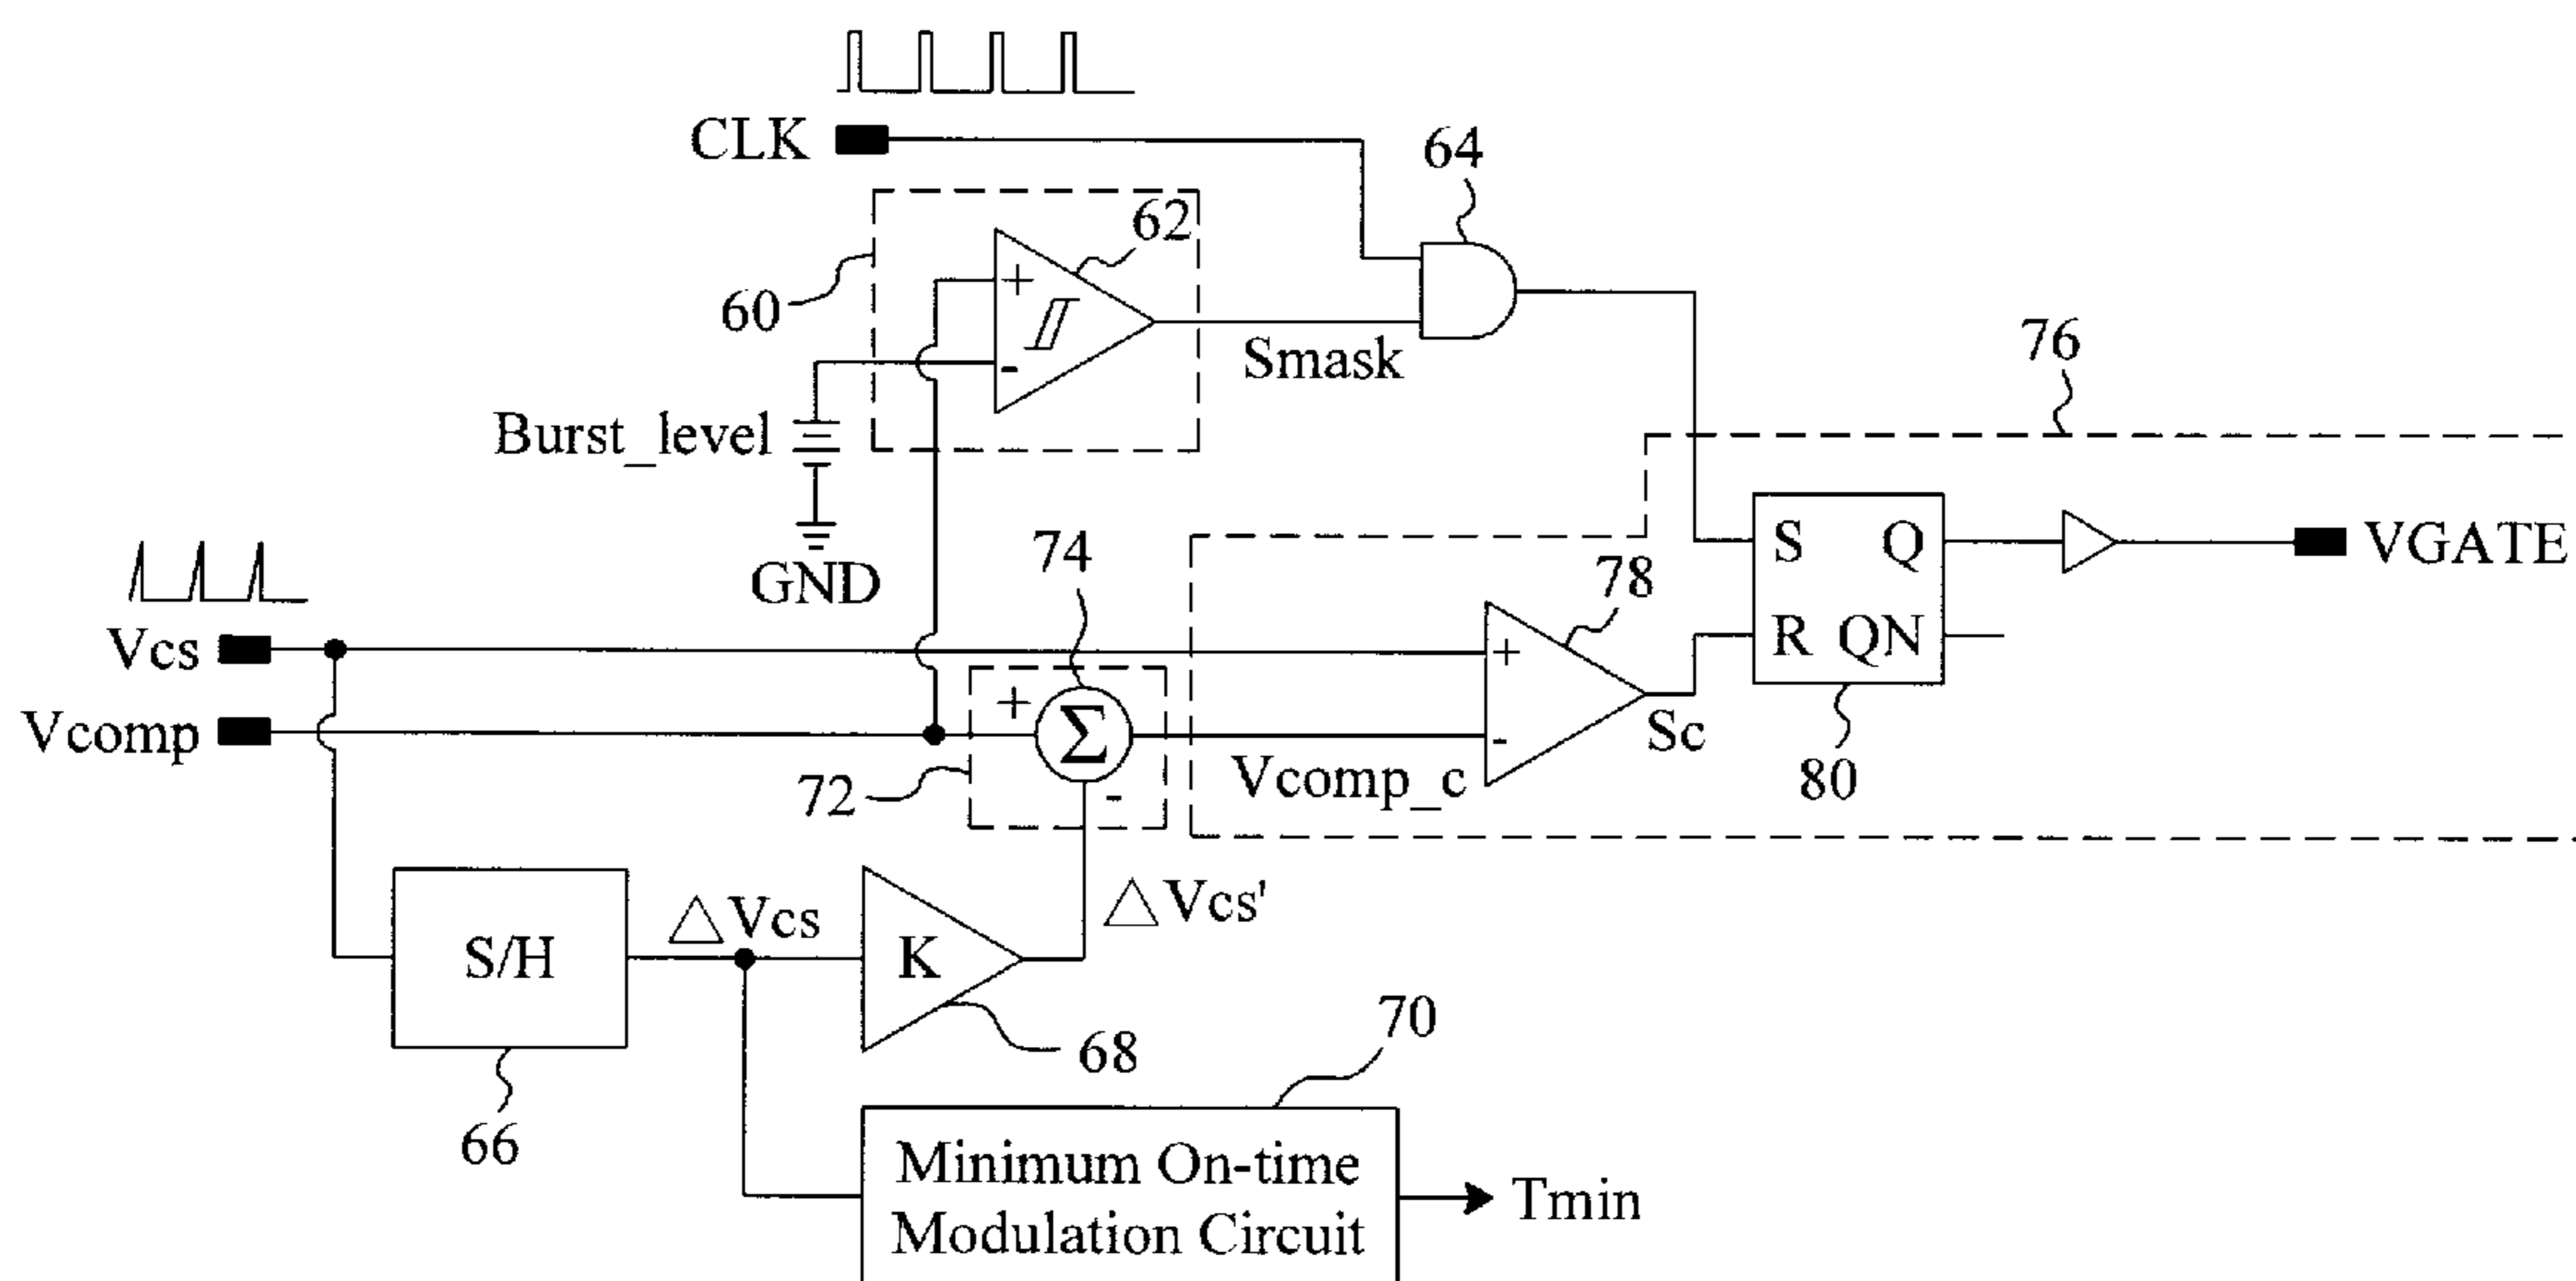 CLK
64
62
60
+
-
Smask
76
Burst_level
GND
74
78
S Q
VGATE
R QN
Vcs
+
Vcomp
+
Σ
-
Sc
80
72
Vcomp_c
-
△Vcs
△Vcs'
S/H
K
68
66
70
Minimum On-time
Modulation Circuit
Tmin